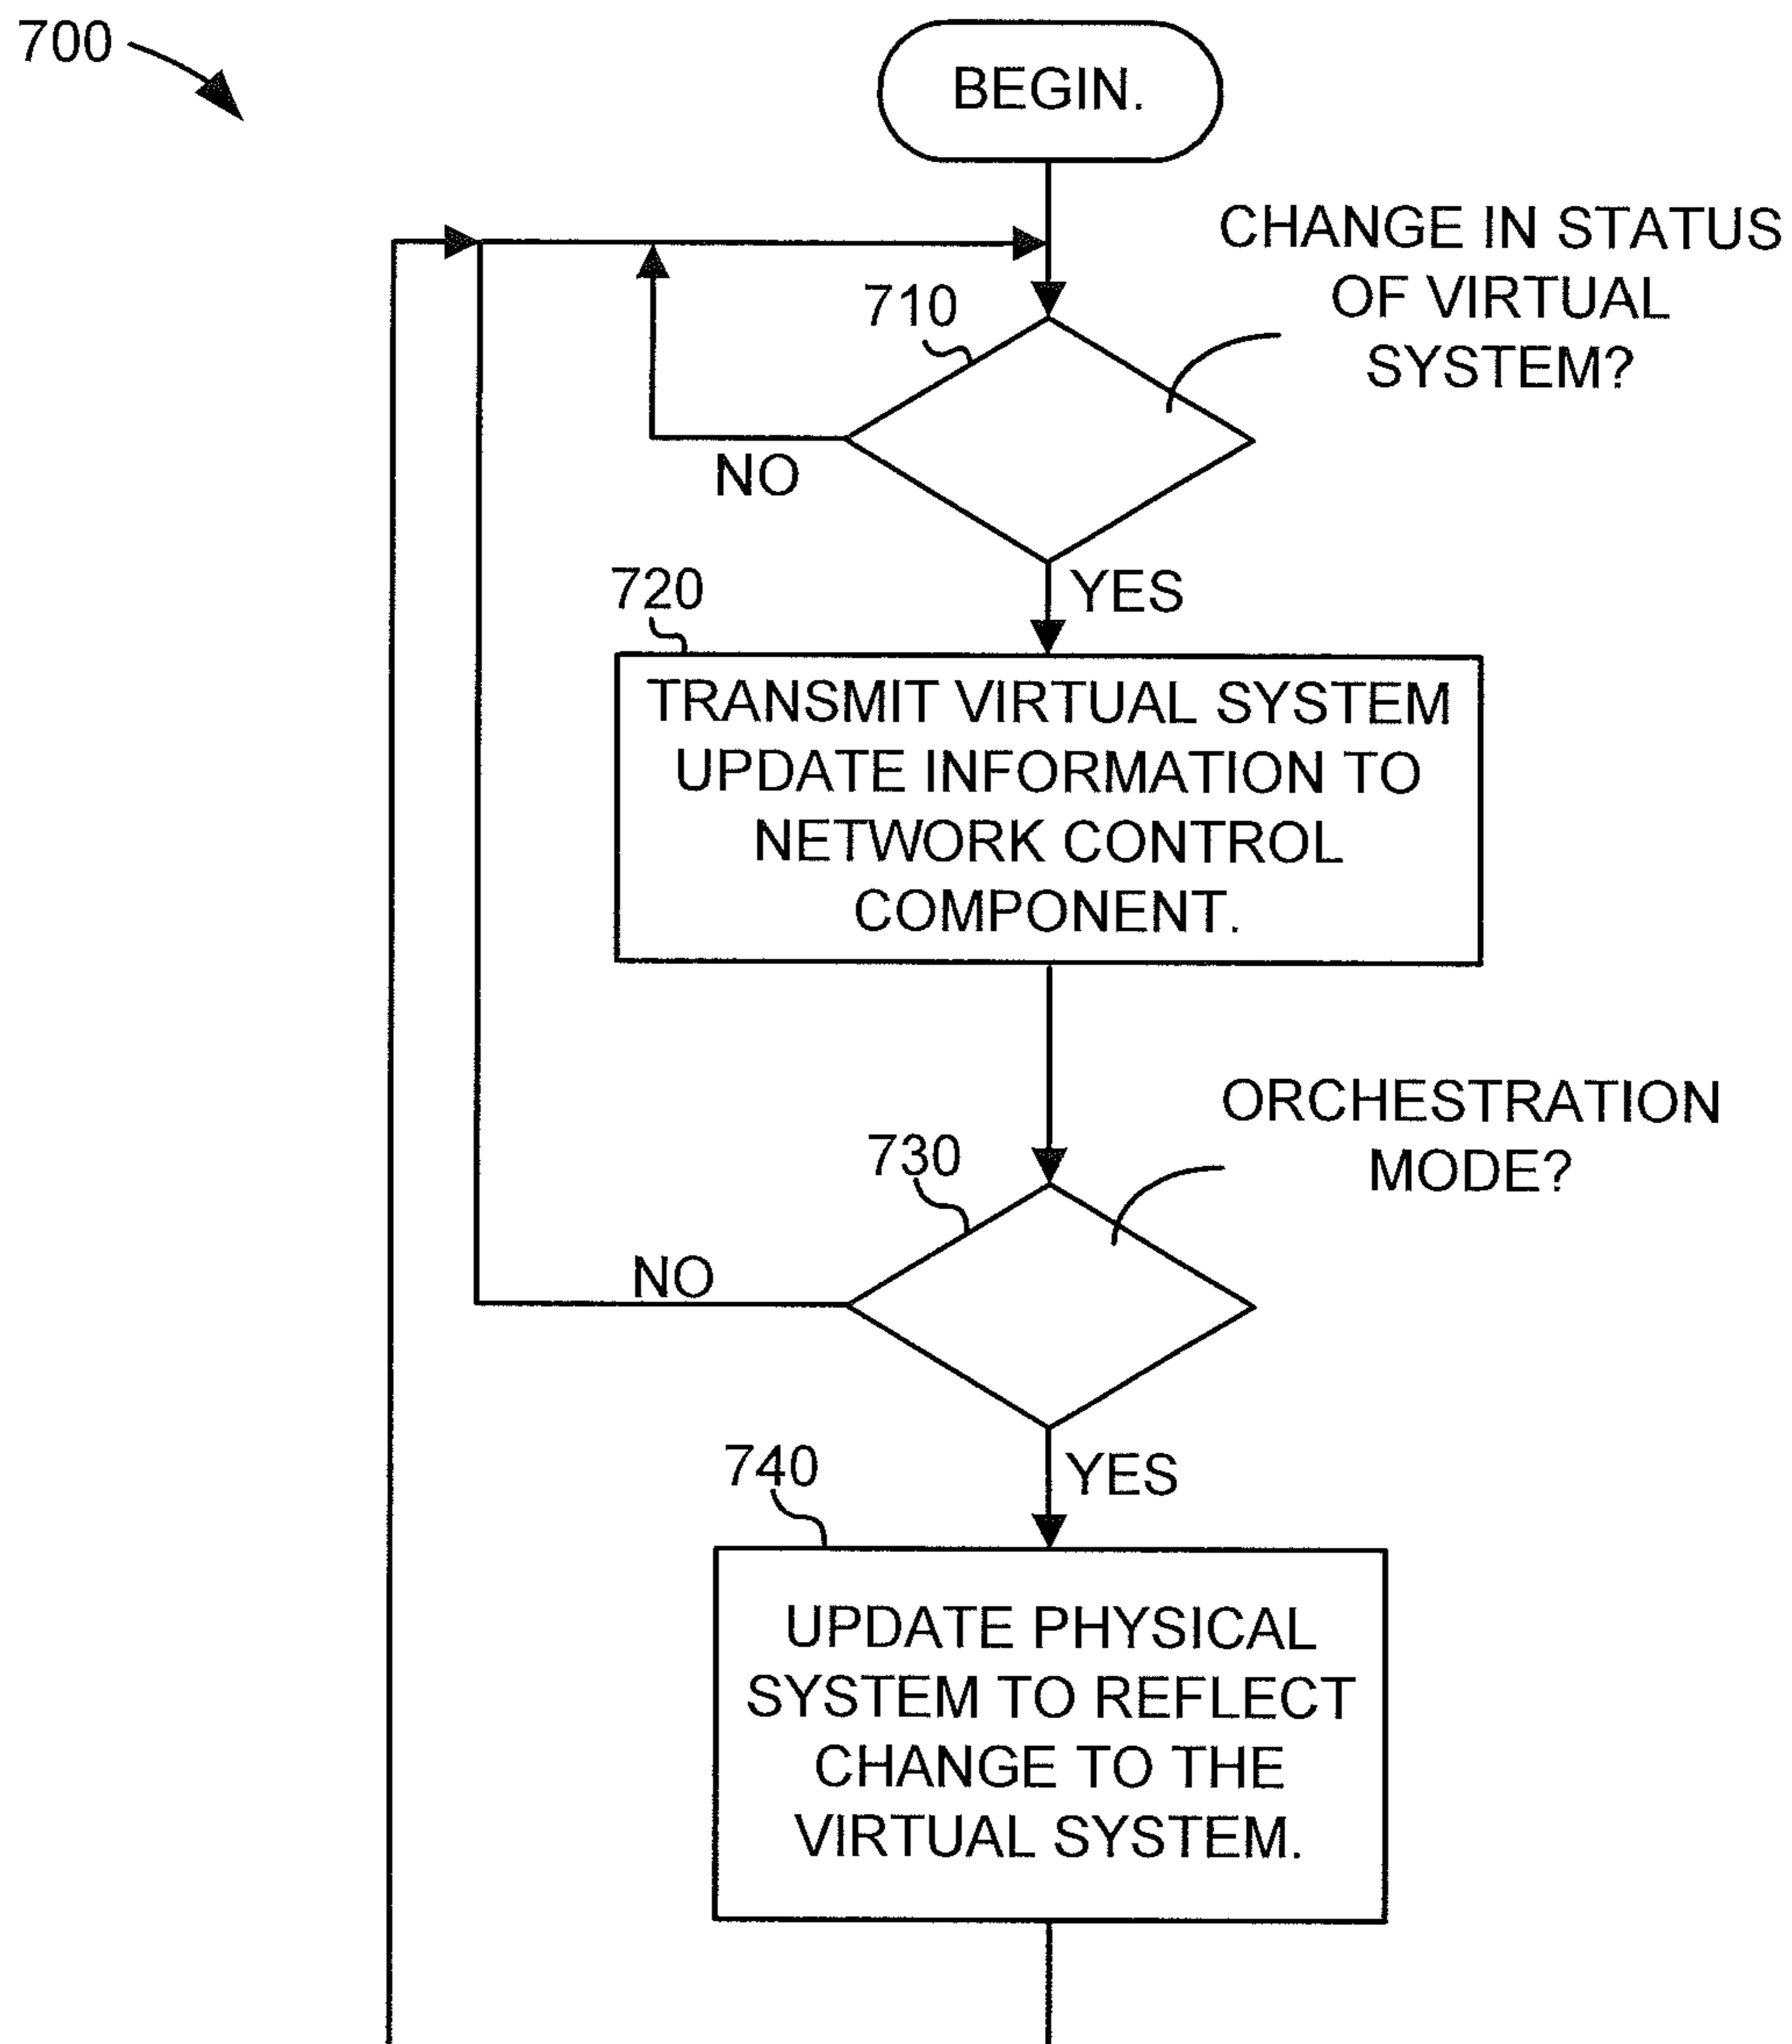 700
BEGIN.
CHANGE IN STATUS
OF VIRTUAL
SYSTEM?
710
NO
YES
720
TRANSMIT VIRTUAL SYSTEM
UPDATE INFORMATION TO
NETWORK CONTROL
COMPONENT.
ORCHESTRATION
MODE?
730
NO
YES
740
UPDATE PHYSICAL
SYSTEM TO REFLECT
CHANGE TO THE
VIRTUAL SYSTEM.